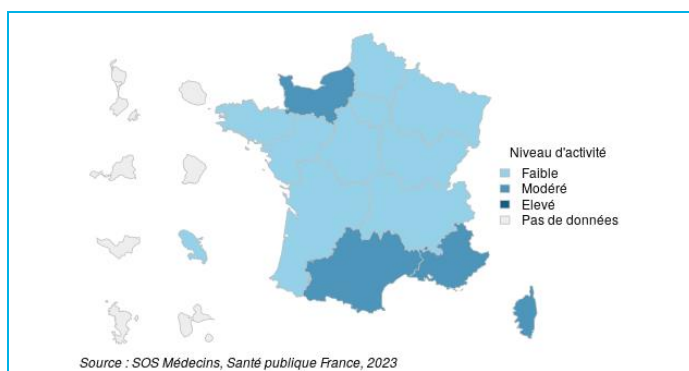 Niveau d'activité
Faible
Modéré
Elevé
Pas de données
Source : SOS Médecins, Santé publique France, 2023